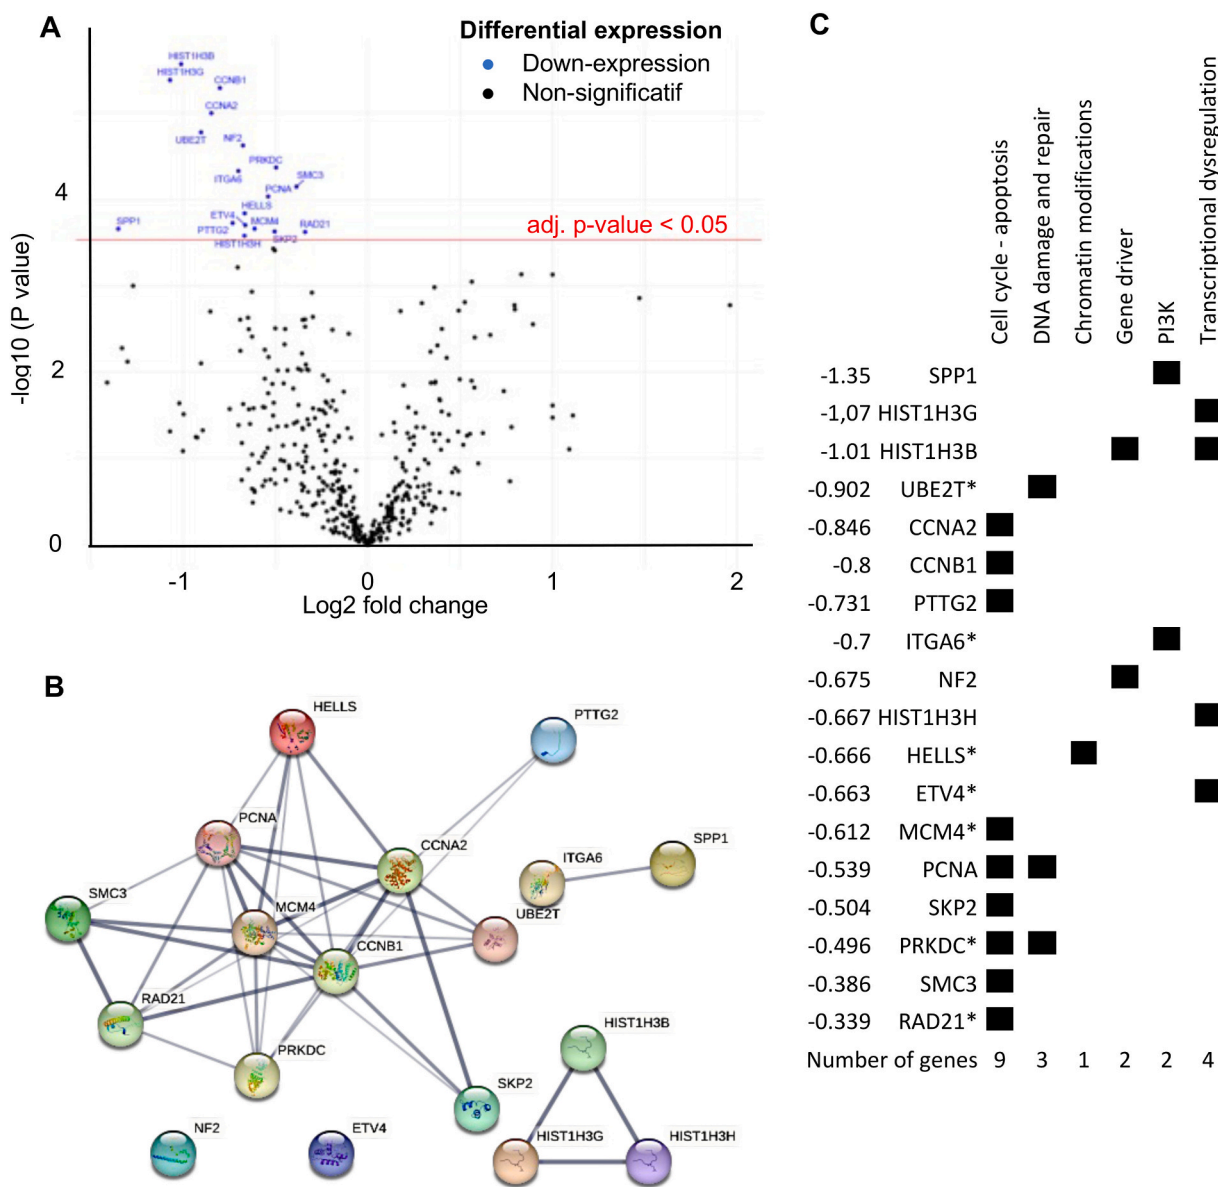 A
Differential expression
Down-expression
Non-significatif
HIST1H3B
HIST1H3G
CCNB1
CCNA2
UBE2T
NF2
PRKDC
ITGA6
SMC3
PCNA
HELLS
ETV4
MCM4
SPP1
PTTG2
RAD21
HIST1H3H
SKP2
adj. p-value < 0.05
-log10 (P value)
4
2
0
-1
0
1
2
Log2 fold change
B
HELLS
PTTG2
PCNA
CCNA2
SPP1
ITGA6
SMC3
MCM4
UBE2T
CCNB1
RAD21
PRKDC
HIST1H3B
SKP2
NF2
ETV4
HIST1H3G
HIST1H3H
C
Cell cycle - apoptosis
DNA damage and repair
Chromatin modifications
Gene driver
PI3K
Transcriptional dysregulation
-1.35 SPP1
-1,07 HIST1H3G
-1.01 HIST1H3B
-0.902 UBE2T*
-0.846 CCNA2
-0.8 CCNB1
-0.731 PTTG2
-0.7 ITGA6*
-0.675 NF2
-0.667 HIST1H3H
-0.666 HELLS*
-0.663 ETV4*
-0.612 MCM4*
-0.539 PCNA
-0.504 SKP2
-0.496 PRKDC*
-0.386 SMC3
-0.339 RAD21*
Number of genes 9 3 1 2 2 4